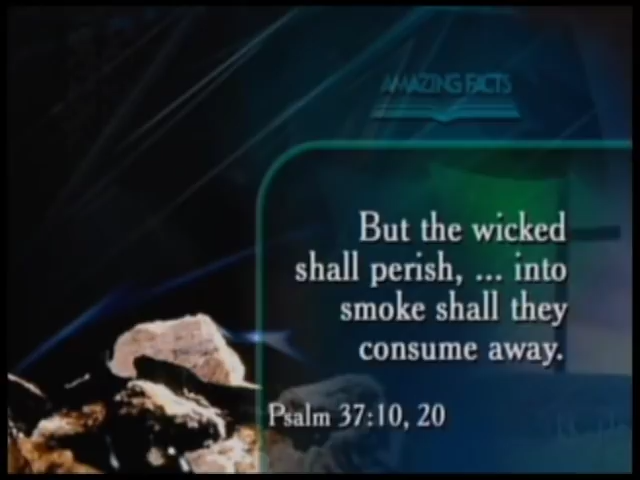 AMAZING FACTS
But the wicked
shall perish, ... into
smoke shall they
consume away.
Psalm 37:10, 20